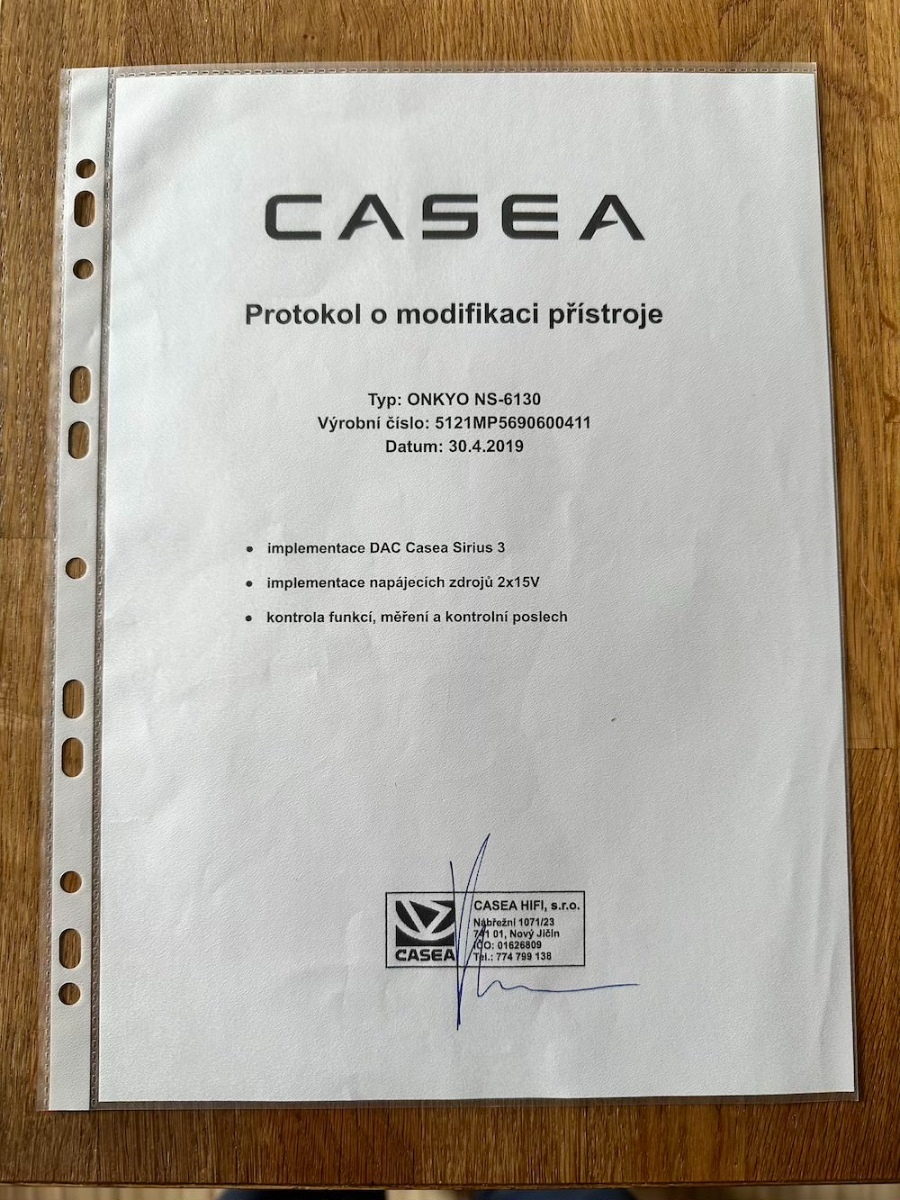 CASEA
Protokol o modifikaci přístroje
Typ: ONKYO NS-6130
Výrobní číslo: 5121MP5690600411
Datum: 30.4.2019
• implementace DAC Casea Sirius 3
• implementace napájecích zdrojů 2x15V
• kontrola funkcí, měření a kontrolní poslech
CASEA
CASEA HIFI, s.r.o.
Nábřežní 1071/23
741 01, Nový Jičín
IČO: 01626809
Tel.: 774 799 138